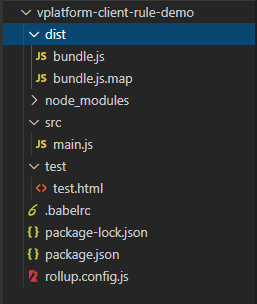 vplatform-client-rule-demo
dist
JS bundle.js
JS bundle.js.map
node_modules
src
JS main.js
test
<> test.html
.babelrc
{} package-lock.json
{} package.json
rollup.config.js